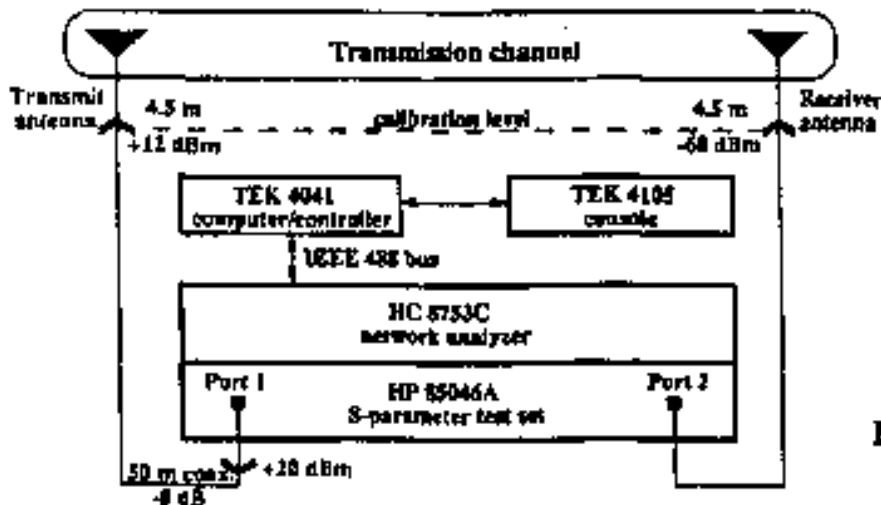 Transmission channel
Transmit
antenna
4.5 m
+12 dBm
calibration level
4.5 m
-60 dBm
Receiver
antenna
TEK 4041
computer/controller
TEK 4105
console
IEEE 488 bus
HC 8753C
network analyzer
Port 1
HP 85046A
S-parameter test set
Port 2
50 m coax
+20 dBm
-8 dB